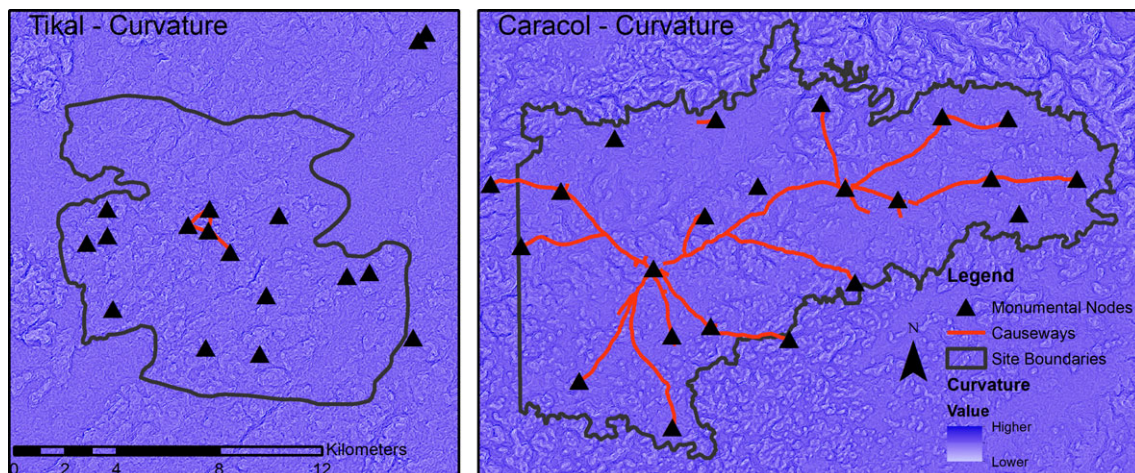 Tikal - Curvature
Kilometers
0 2 4 8 12
Caracol - Curvature
N
Legend
Monumental Nodes
Causeways
Site Boundaries
Curvature
Value
Higher
Lower